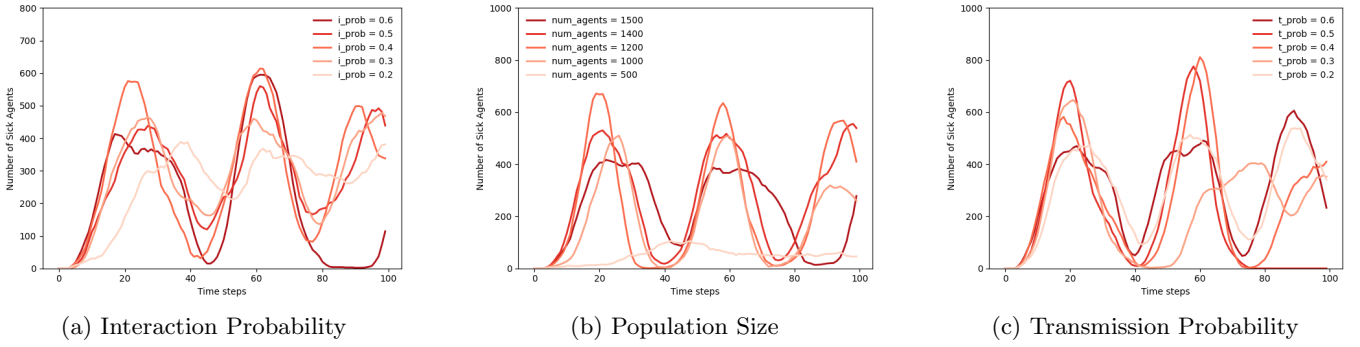 800
700
600
500
400
300
200
100
0
Number of Sick Agents
0
20
40
60
80
100
Time steps
i_prob = 0.6
i_prob = 0.5
i_prob = 0.4
i_prob = 0.3
i_prob = 0.2
(a) Interaction Probability
1000
800
600
400
200
0
Number of Sick Agents
0
20
40
60
80
100
Time steps
num_agents = 1500
num_agents = 1400
num_agents = 1200
num_agents = 1000
num_agents = 500
(b) Population Size
1000
800
600
400
200
0
Number of Sick Agents
0
20
40
60
80
100
Time steps
t_prob = 0.6
t_prob = 0.5
t_prob = 0.4
t_prob = 0.3
t_prob = 0.2
(c) Transmission Probability